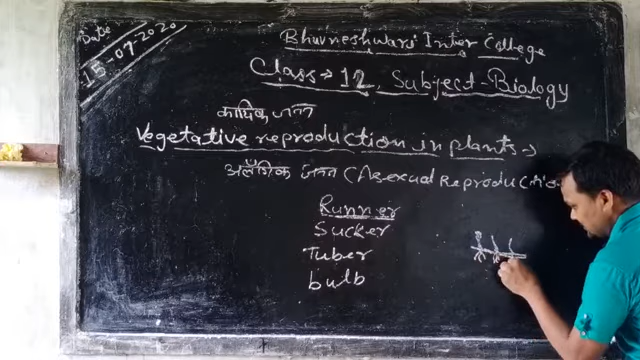 Date
15-07-2020
Bhuvneshwari Inter College
Class→12, Subject-Biology
कायिक जनन
Vegetative reproduction in plants→
अलैंगिक जनन (Asexual Reproduction
Runner
Sucker
Tuber
bulb